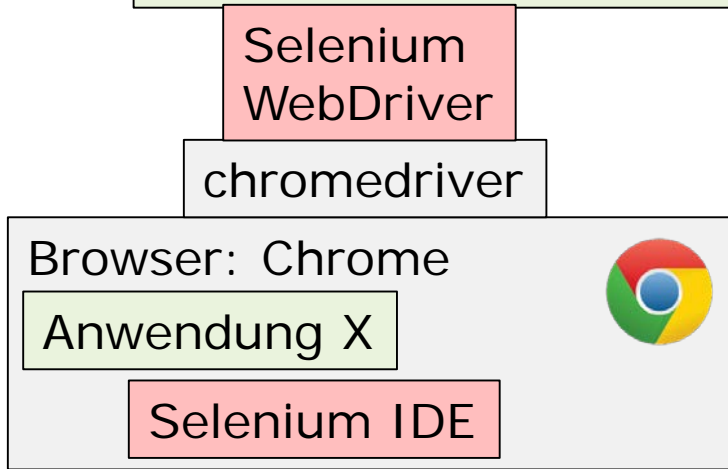 Selenium
WebDriver
chromedriver
Browser: Chrome
Anwendung X
Selenium IDE